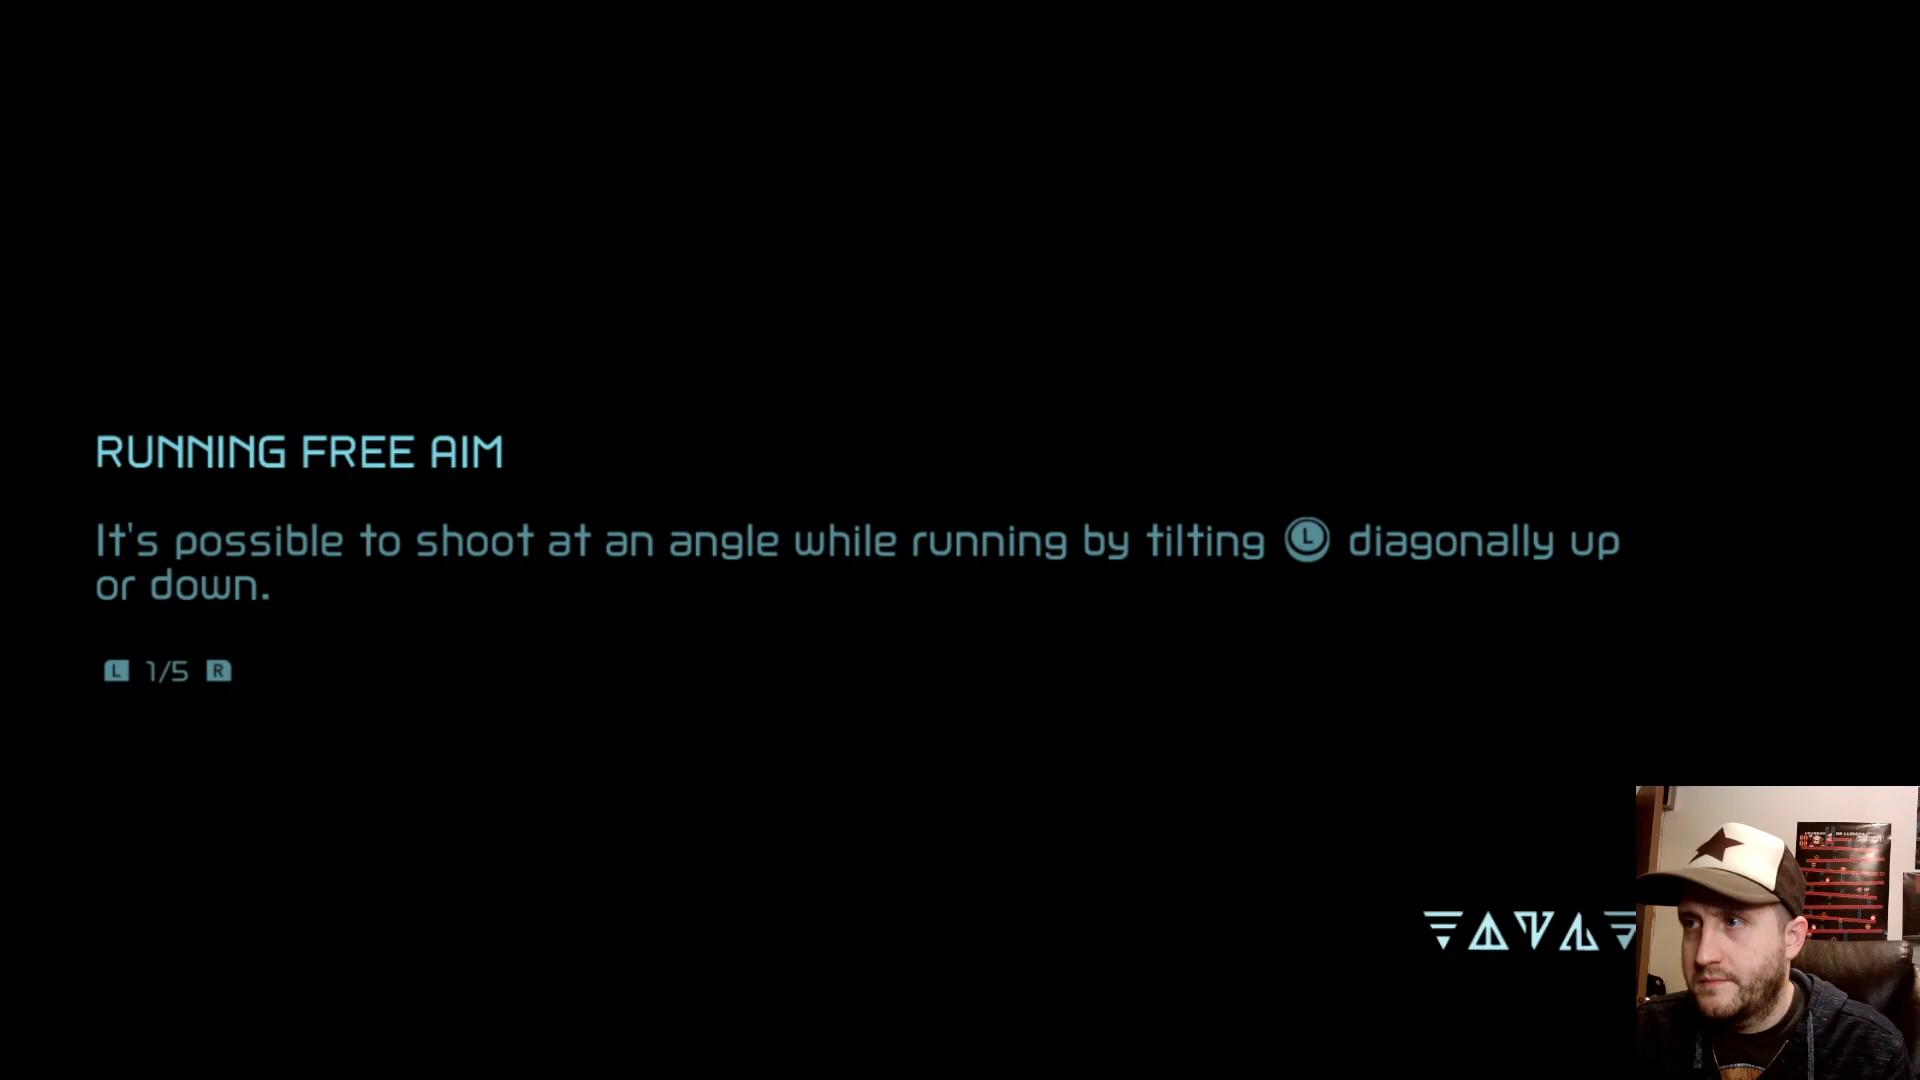 RUNNING FREE AIM
It's possible to shoot at an angle while running by tilting L diagonally up
or down.
L 1/5 R